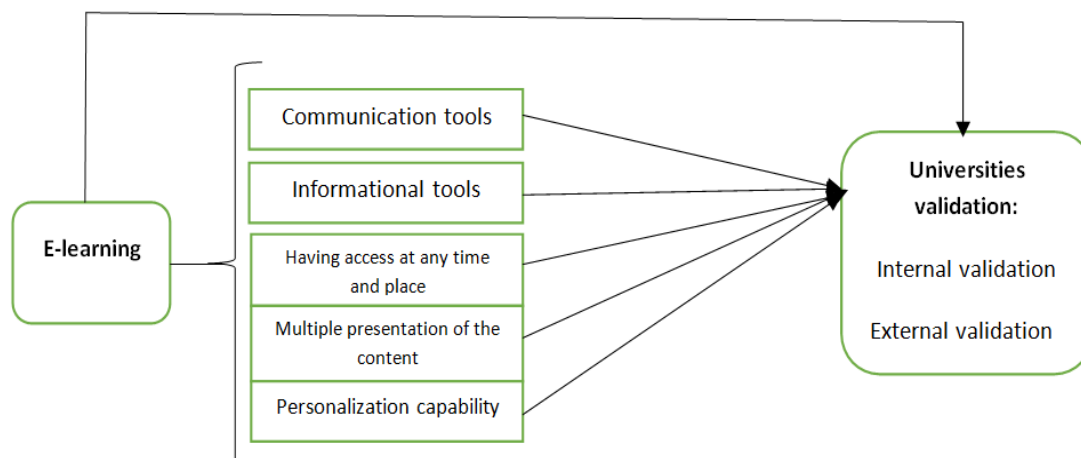 E-learning
Communication tools
Informational tools
Having access at any time
and place
Multiple presentation of the
content
Personalization capability
Universities
validation:
Internal validation
External validation